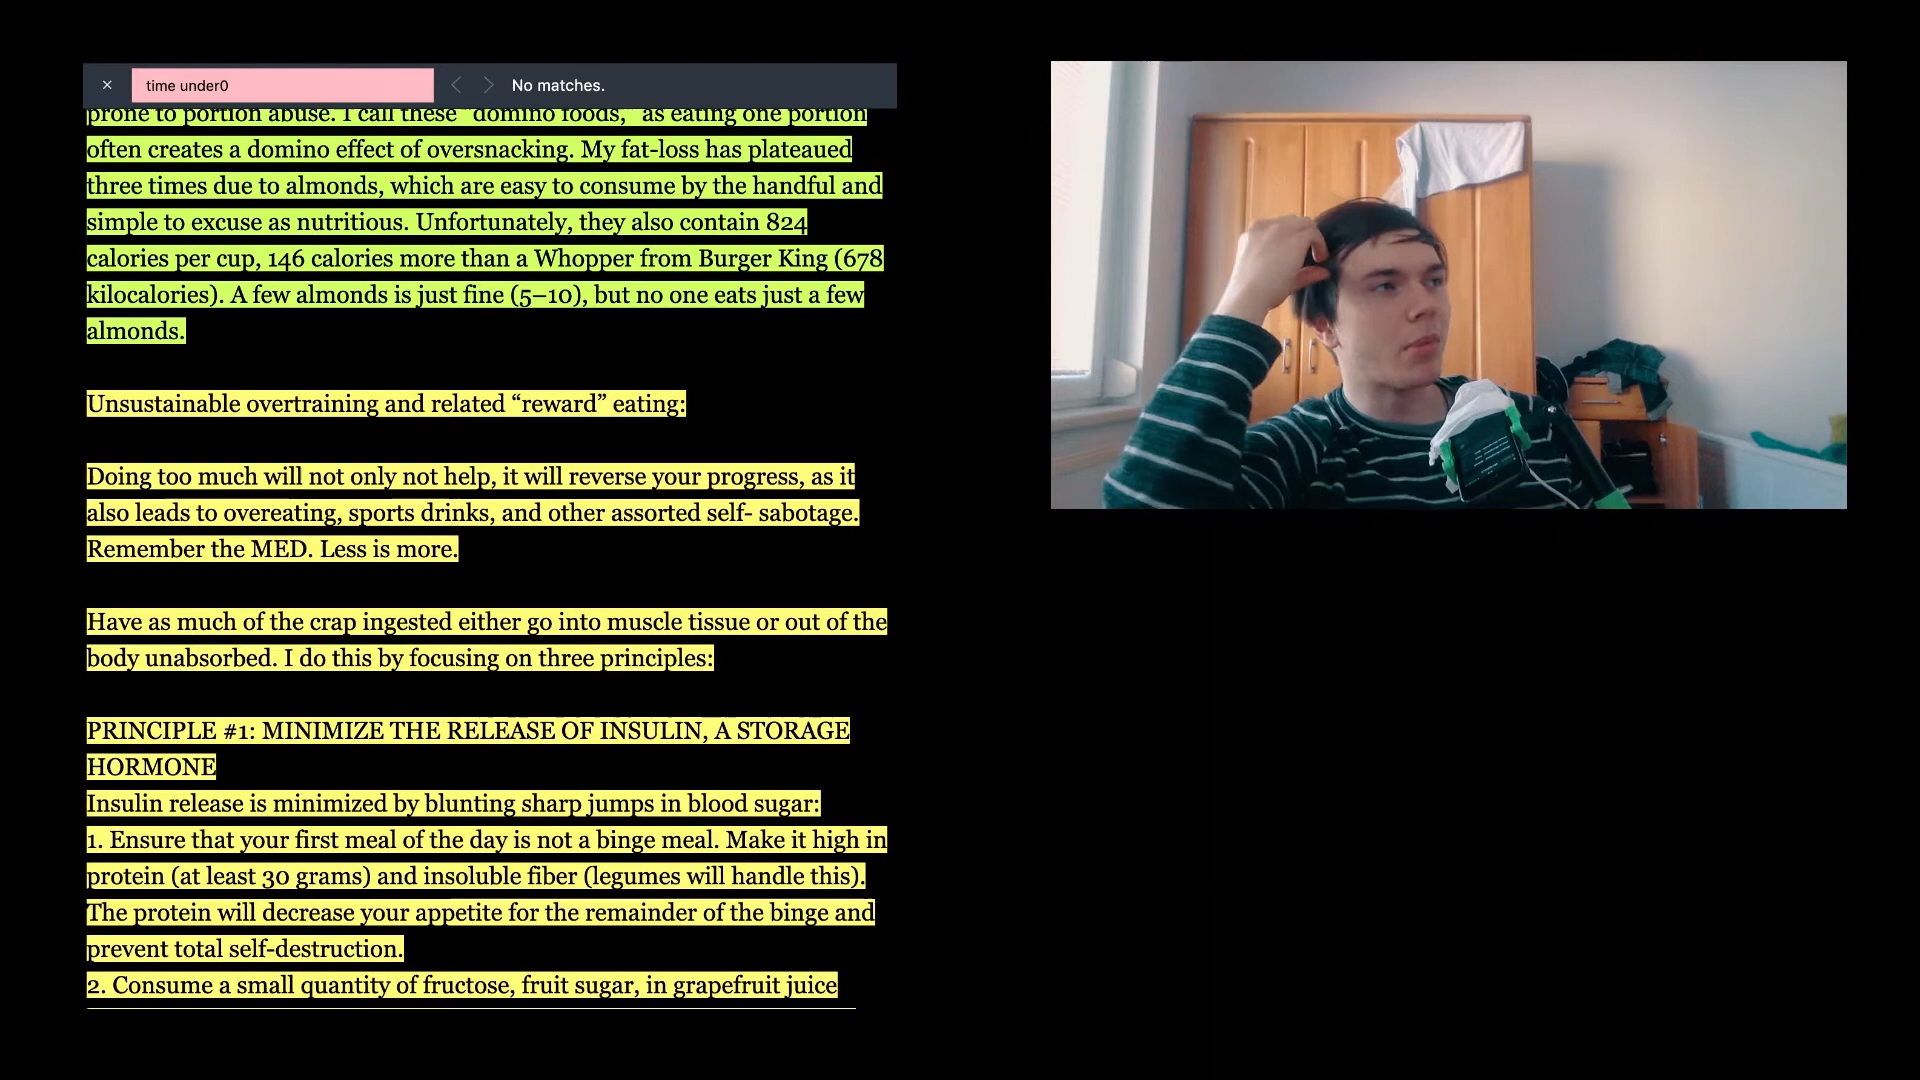 × time under0 No matches.
prone to portion abuse. I call these “domino foods,” as eating one portion
often creates a domino effect of oversnacking. My fat-loss has plateaued
three times due to almonds, which are easy to consume by the handful and
simple to excuse as nutritious. Unfortunately, they also contain 824
calories per cup, 146 calories more than a Whopper from Burger King (678
kilocalories). A few almonds is just fine (5–10), but no one eats just a few
almonds.
Unsustainable overtraining and related “reward” eating:
Doing too much will not only not help, it will reverse your progress, as it
also leads to overeating, sports drinks, and other assorted self- sabotage.
Remember the MED. Less is more.
Have as much of the crap ingested either go into muscle tissue or out of the
body unabsorbed. I do this by focusing on three principles:
PRINCIPLE #1: MINIMIZE THE RELEASE OF INSULIN, A STORAGE
HORMONE
Insulin release is minimized by blunting sharp jumps in blood sugar:
1. Ensure that your first meal of the day is not a binge meal. Make it high in
protein (at least 30 grams) and insoluble fiber (legumes will handle this).
The protein will decrease your appetite for the remainder of the binge and
prevent total self-destruction.
2. Consume a small quantity of fructose, fruit sugar, in grapefruit juice